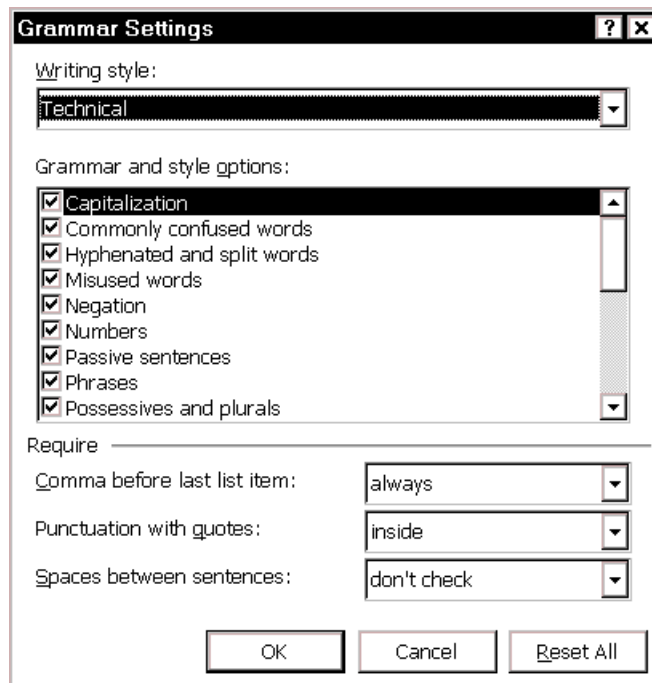 Grammar Settings
Writing style:
Technical
Grammar and style options:
Capitalization
Commonly confused words
Hyphenated and split words
Misused words
Negation
Numbers
Passive sentences
Phrases
Possessives and plurals
Require
Comma before last list item: always
Punctuation with quotes: inside
Spaces between sentences: don't check
OK Cancel Reset All